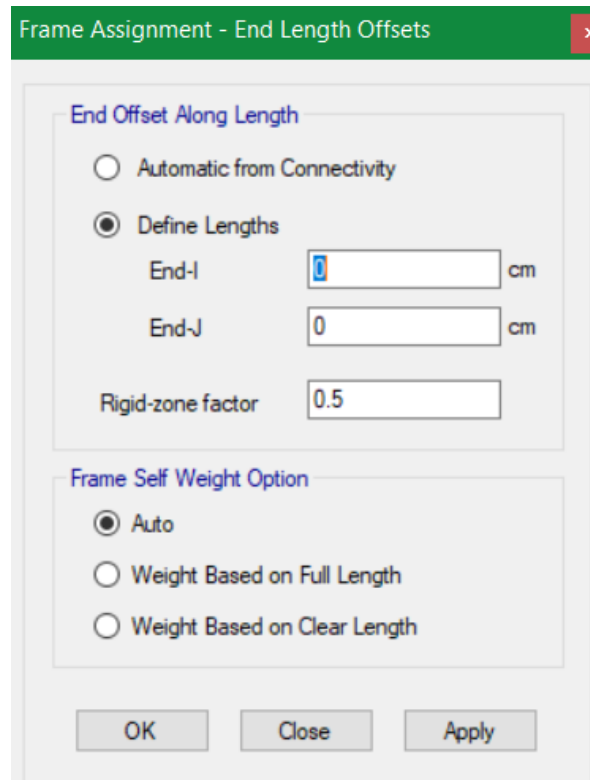 Frame Assignment - End Length Offsets
End Offset Along Length
Automatic from Connectivity
Define Lengths
End-I 0 cm
End-J 0 cm
Rigid-zone factor 0.5
Frame Self Weight Option
Auto
Weight Based on Full Length
Weight Based on Clear Length
OK Close Apply